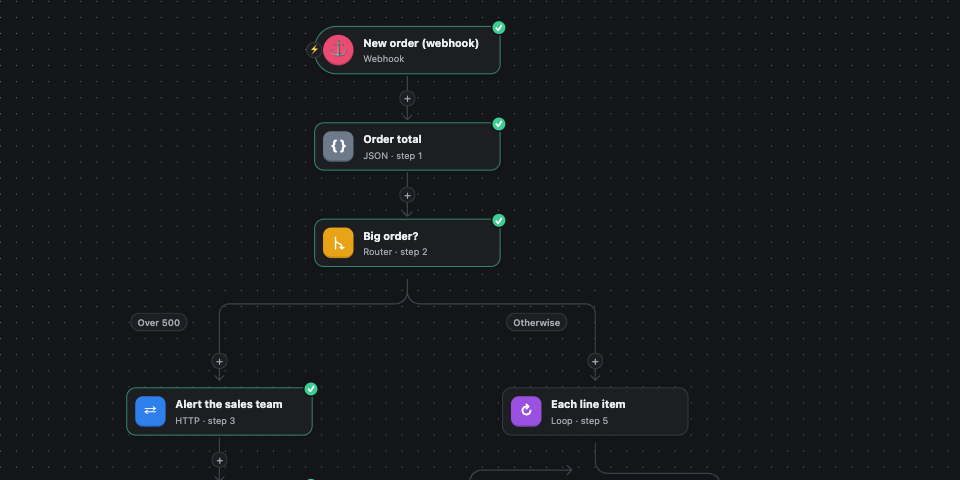 New order (webhook)
Webhook
Order total
JSON · step 1
Big order?
Router · step 2
Over 500
Otherwise
Alert the sales team
HTTP · step 3
Each line item
Loop · step 5